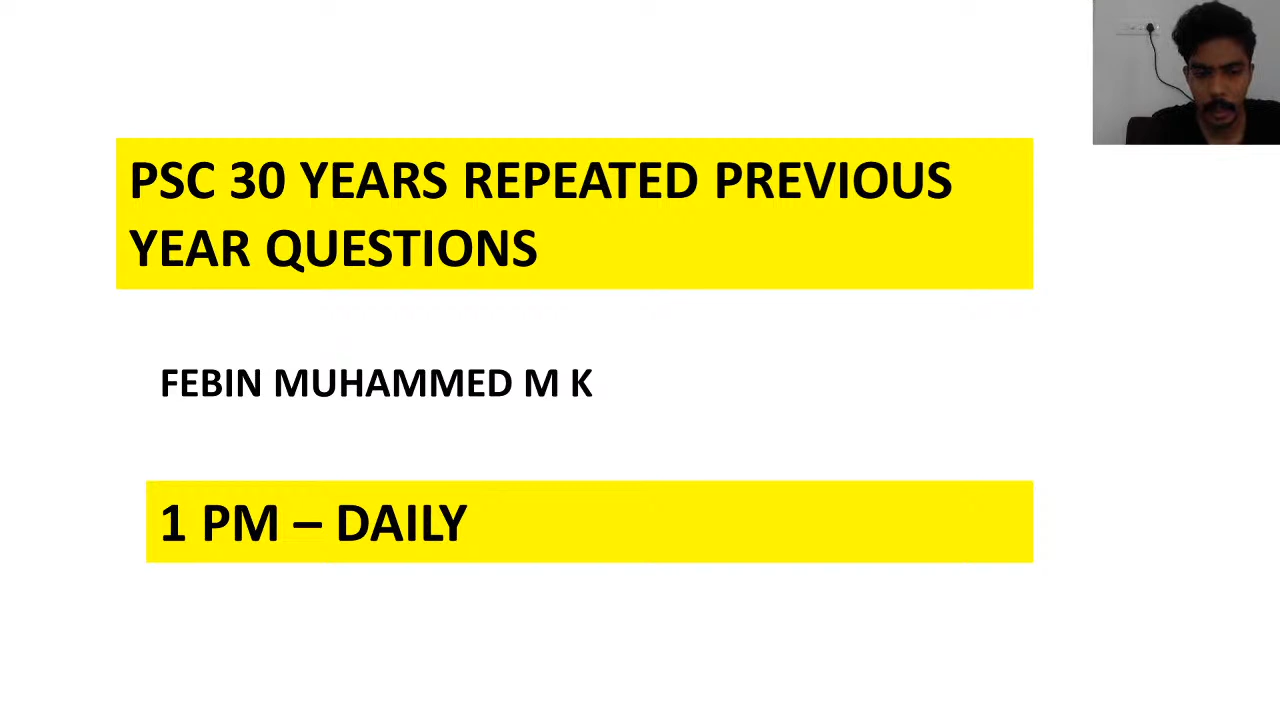 PSC 30 YEARS REPEATED PREVIOUS
YEAR QUESTIONS
FEBIN MUHAMMED M K
1 PM – DAILY